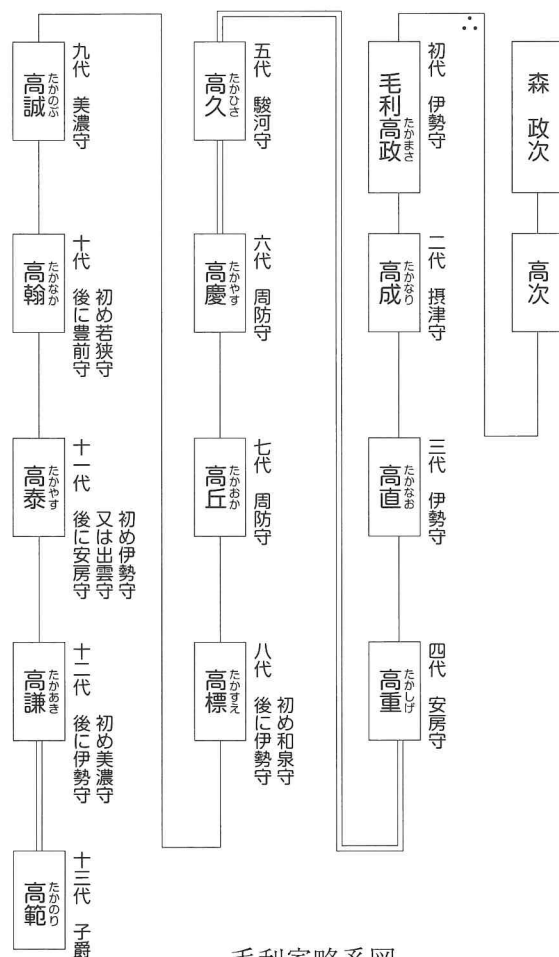 森 政次
高次
初代 伊勢守
毛利高政
たかまさ
二代 摂津守
高成
たかなり
三代 伊勢守
高直
たかなお
四代 安房守
高重
たかしげ
五代 駿河守
高久
たかひさ
六代 周防守
高慶
たかやす
七代 周防守
高丘
たかおか
初め和泉守
八代 後に伊勢守
高標
たかすえ
九代 美濃守
高誠
たかのぶ
初め若狭守
十代 後に豊前守
高翰
たかなか
初め伊勢守
又は出雲守
十一代 後に安房守
高泰
たかやす
初め美濃守
十二代 後に伊勢守
高謙
たかあき
十三代 子爵
高範
たかのり
毛利家略系図